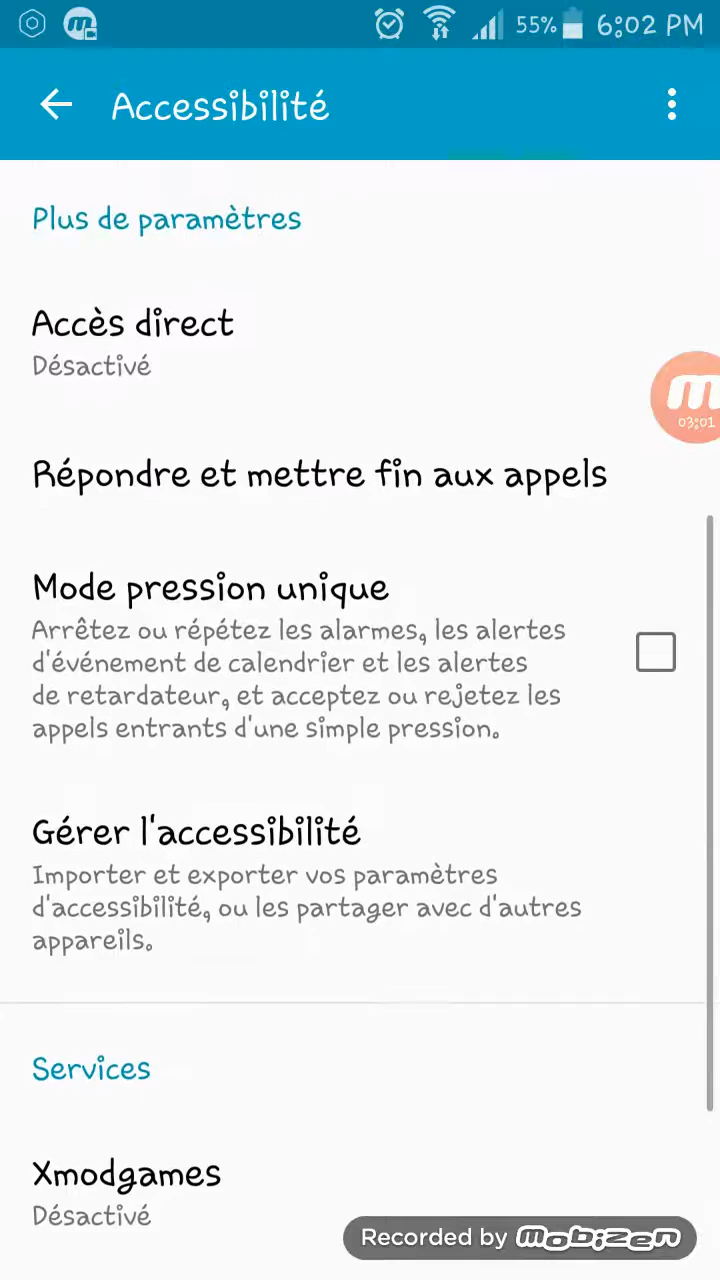 55% 6:02 PM
Accessibilité
Plus de paramètres
Accès direct
Désactivé
m
03:01
Répondre et mettre fin aux appels
Mode pression unique
Arrêtez ou répétez les alarmes, les alertes
d'événement de calendrier et les alertes
de retardateur, et acceptez ou rejetez les
appels entrants d'une simple pression.
Gérer l'accessibilité
Importer et exporter vos paramètres
d'accessibilité, ou les partager avec d'autres
appareils.
Services
Xmodgames
Désactivé
Recorded by mobizen